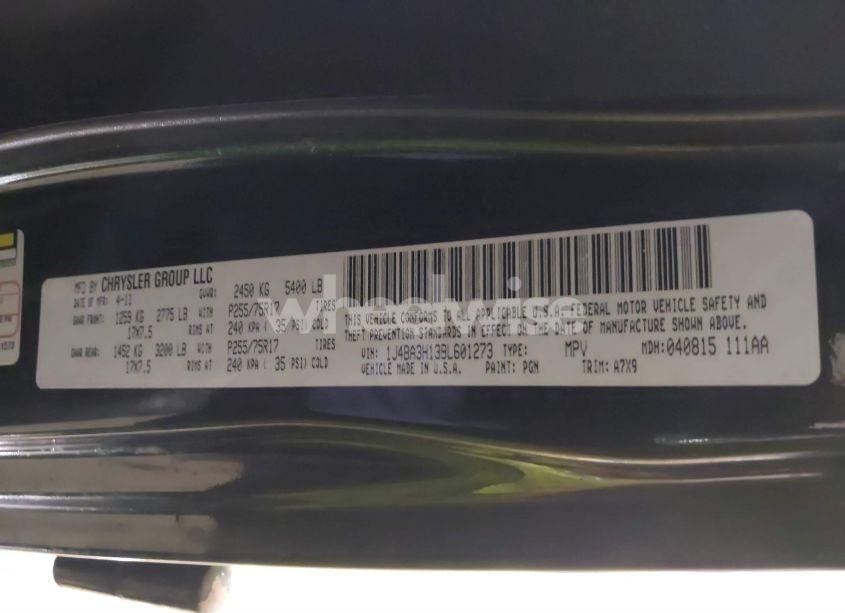 MFD BY CHRYSLER GROUP LLC
DATE OF MFR: 4-11 GVWR: 2450 KG 5400 LB
GAWR FRONT: 1259 KG 2775 LB WITH P255/75R17 TIRES
17X7.5 RIMS AT 240 KPA ( 35 PSI) COLD
GAWR REAR: 1452 KG 3200 LB WITH P255/75R17 TIRES
17X7.5 RIMS AT 240 KPA ( 35 PSI) COLD
THIS VEHICLE CONFORMS TO ALL APPLICABLE U.S.A. FEDERAL MOTOR VEHICLE SAFETY AND
THEFT PREVENTION STANDARDS IN EFFECT ON THE DATE OF MANUFACTURE SHOWN ABOVE.
VIN: 1J4BA3H13BL601273 TYPE: MPV MDH: 040815 111AA
VEHICLE MADE IN U.S.A. PAINT: PGN TRIM: A7X9
wheelwise